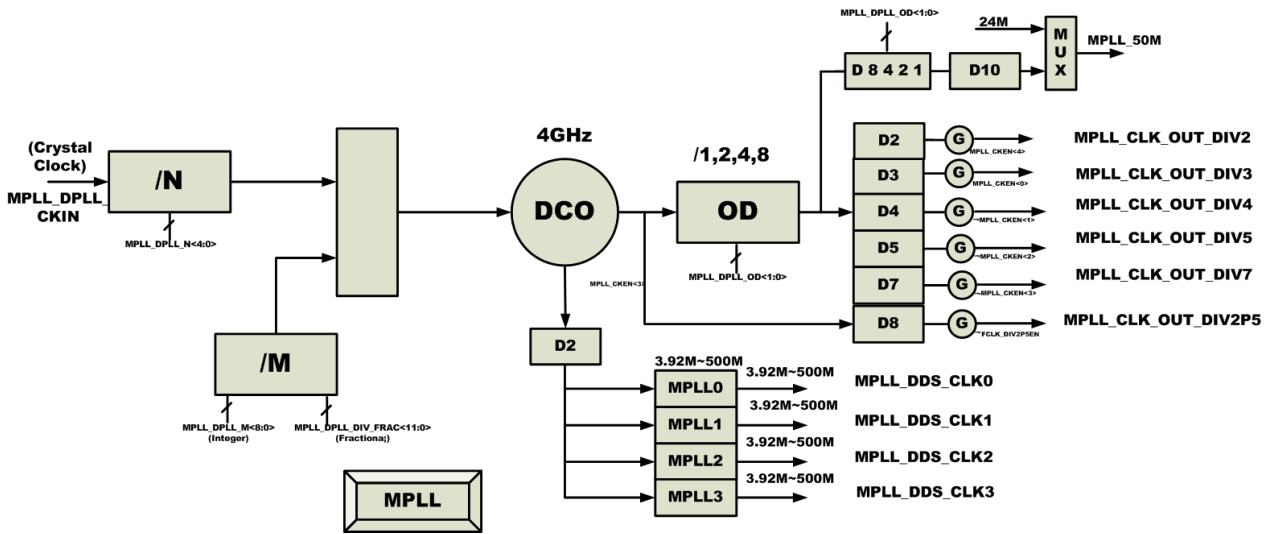 MPLL_DPLL_OD<1:0>
24M
M
U
X
MPLL_50M
D 8 4 2 1
D10
(Crystal
Clock)
MPLL_DPLL_
CKIN
/N
MPLL_DPLL_N<4:0>
4GHz
DCO
/1,2,4,8
OD
MPLL_DPLL_OD<1:0>
MPLL_CKEN<3>
D2
G
MPLL_CKEN<4>
MPLL_CLK_OUT_DIV2
D3
G
MPLL_CKEN<0>
MPLL_CLK_OUT_DIV3
D4
G
MPLL_CKEN<1>
MPLL_CLK_OUT_DIV4
D5
G
MPLL_CKEN<2>
MPLL_CLK_OUT_DIV5
D7
G
MPLL_CKEN<3>
MPLL_CLK_OUT_DIV7
D8
G
FCLK_DIV2P5EN
MPLL_CLK_OUT_DIV2P5
/M
MPLL_DPLL_M<8:0>
(Integer)
MPLL_DPLL_DIV_FRAC<11:0>
(Fractiona;)
D2
3.92M~500M
MPLL0
3.92M~500M
MPLL_DDS_CLK0
MPLL1
3.92M~500M
MPLL_DDS_CLK1
MPLL2
3.92M~500M
MPLL_DDS_CLK2
MPLL3
3.92M~500M
MPLL_DDS_CLK3
MPLL